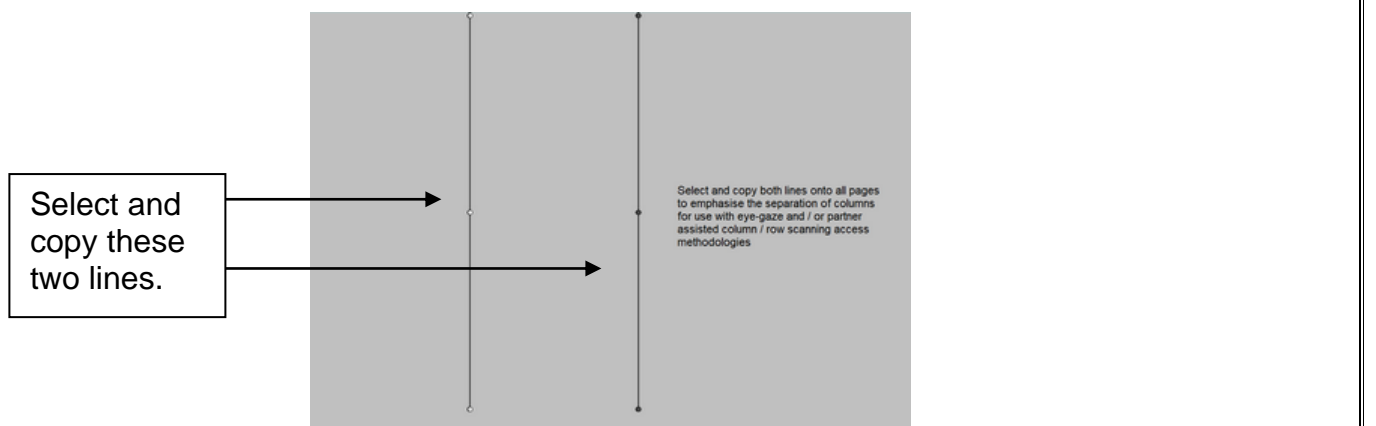 Select and
copy these
two lines.
Select and copy both lines onto all pages
to emphasise the separation of columns
for use with eye-gaze and / or partner
assisted column / row scanning access
methodologies